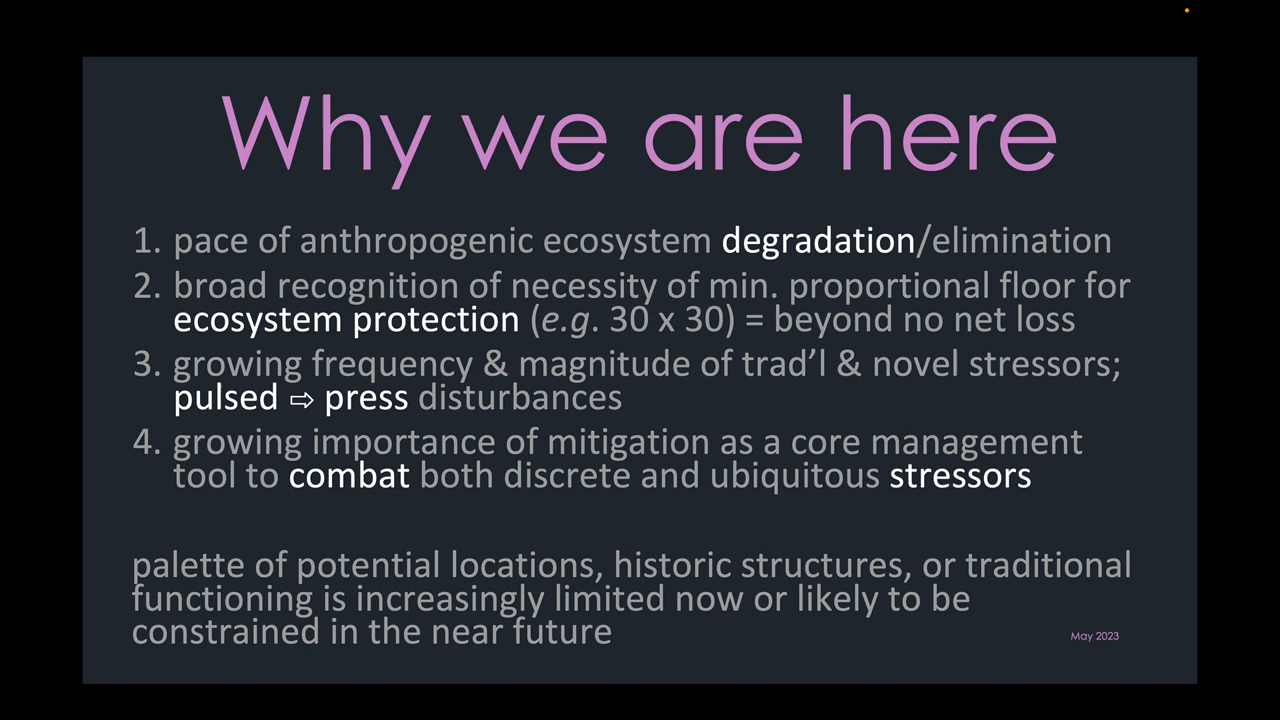 Why we are here
1. pace of anthropogenic ecosystem degradation/elimination
2. broad recognition of necessity of min. proportional floor for
ecosystem protection (e.g. 30 x 30) = beyond no net loss
3. growing frequency & magnitude of trad’l & novel stressors;
pulsed ⇨ press disturbances
4. growing importance of mitigation as a core management
tool to combat both discrete and ubiquitous stressors
palette of potential locations, historic structures, or traditional
functioning is increasingly limited now or likely to be
constrained in the near future
May 2023